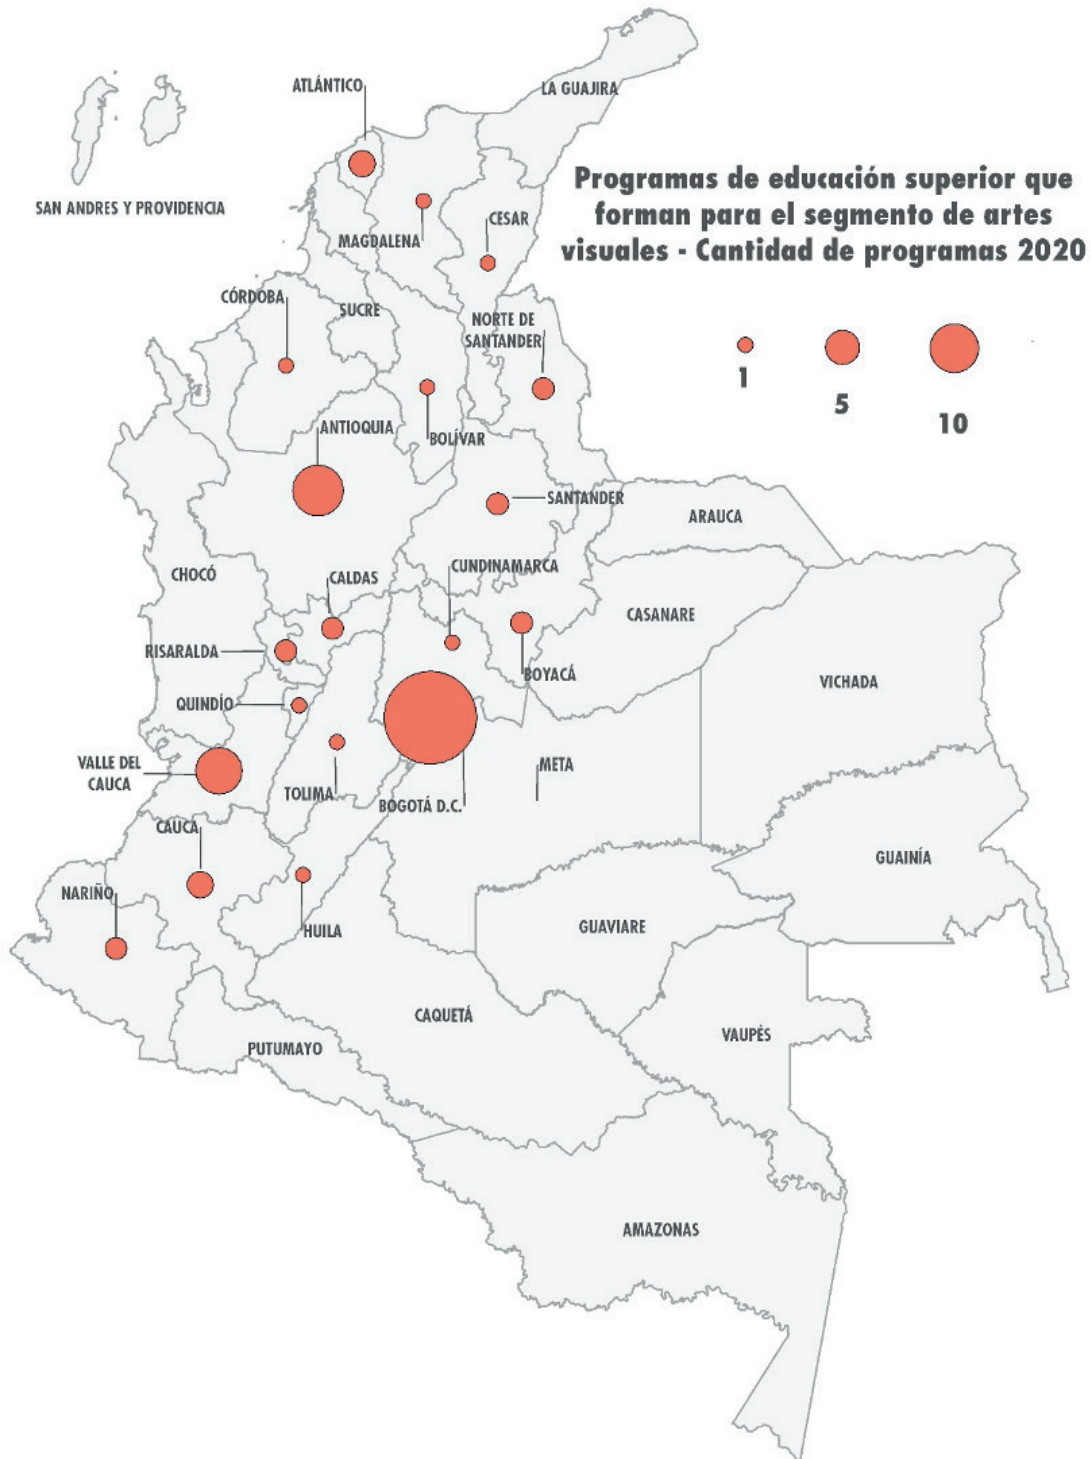 ATLÁNTICO
LA GUAJIRA
SAN ANDRES Y PROVIDENCIA
Programas de educación superior que
forman para el segmento de artes
visuales - Cantidad de programas 2020
1
5
10
MAGDALENA
CESAR
CÓRDOBA
SUCRE
NORTE DE
SANTANDER
ANTIOQUIA
BOLÍVAR
SANTANDER
ARAUCA
CHOCÓ
CALDAS
CUNDINAMARCA
CASANARE
RISARALDA
BOYACÁ
VICHADA
QUINDÍO
VALLE DEL
CAUCA
TOLIMA
BOGOTÁ D.C.
META
CAUCA
GUAINÍA
NARIÑO
HUILA
GUAVIARE
CAQUETÁ
VAUPÉS
PUTUMAYO
AMAZONAS